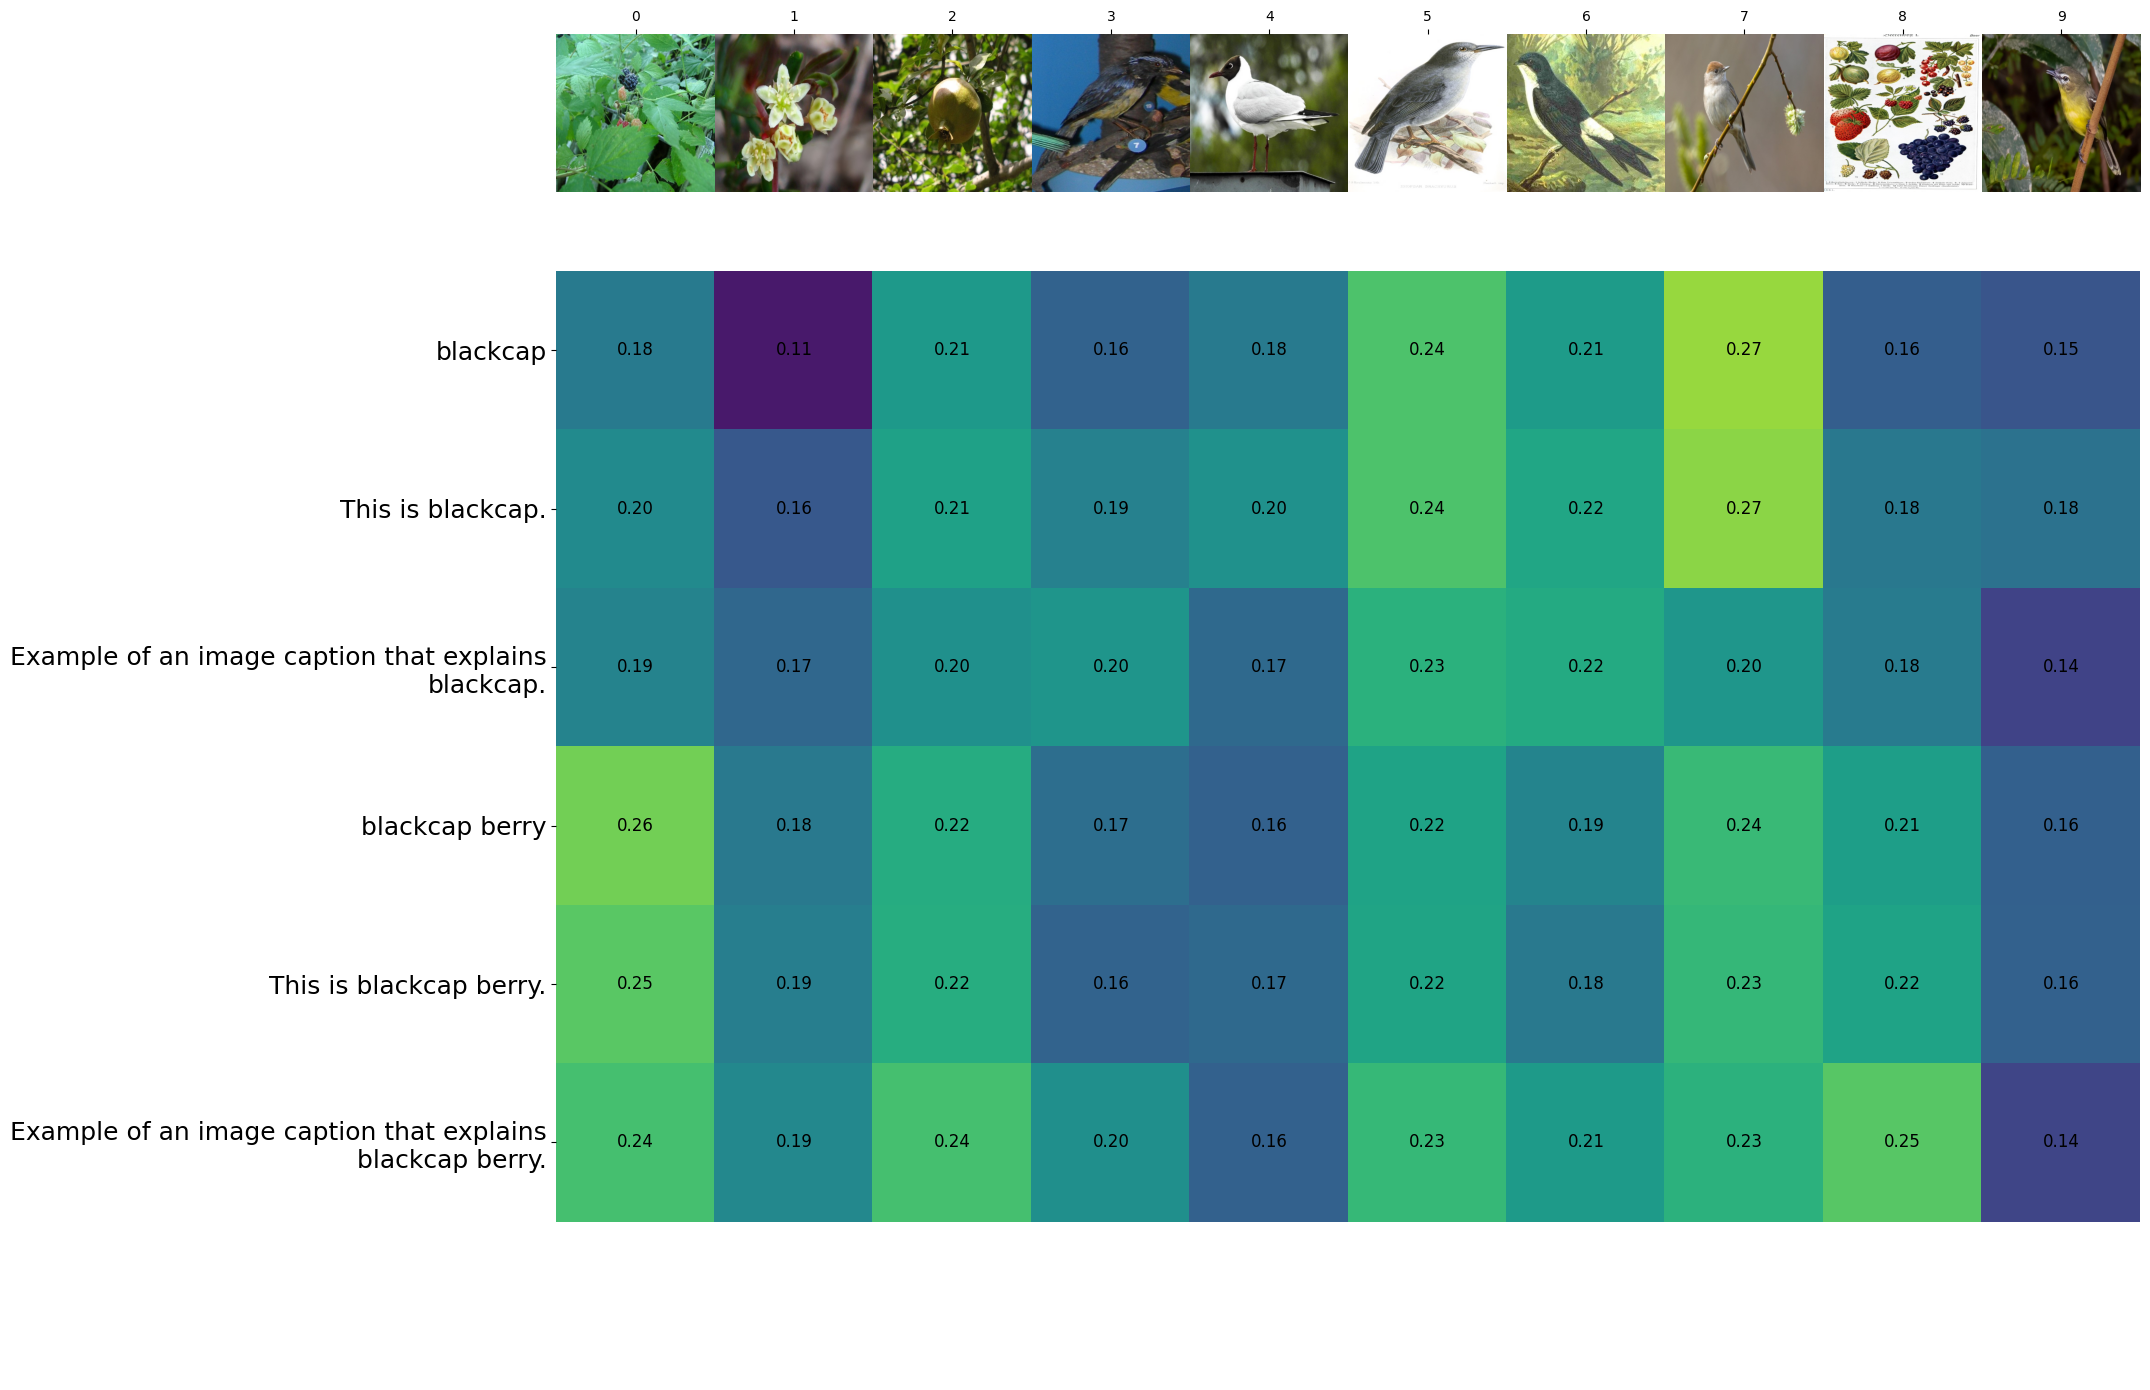 0 1 2 3 4 5 6 7 8 9
7
blackcap 0.18 0.11 0.21 0.16 0.18 0.24 0.21 0.27 0.16 0.15
This is blackcap. 0.20 0.16 0.21 0.19 0.20 0.24 0.22 0.27 0.18 0.18
Example of an image caption that explains
blackcap. 0.19 0.17 0.20 0.20 0.17 0.23 0.22 0.20 0.18 0.14
blackcap berry 0.26 0.18 0.22 0.17 0.16 0.22 0.19 0.24 0.21 0.16
This is blackcap berry. 0.25 0.19 0.22 0.16 0.17 0.22 0.18 0.23 0.22 0.16
Example of an image caption that explains
blackcap berry. 0.24 0.19 0.24 0.20 0.16 0.23 0.21 0.23 0.25 0.14